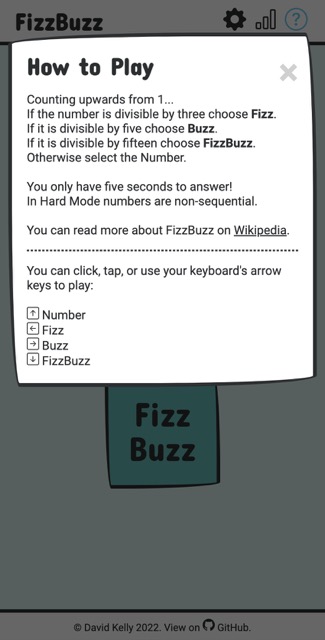 FizzBuzz
?
How to Play
Counting upwards from 1...
If the number is divisible by three choose Fizz.
If it is divisible by five choose Buzz.
If it is divisible by fifteen choose FizzBuzz.
Otherwise select the Number.
You only have five seconds to answer!
In Hard Mode numbers are non-sequential.
You can read more about FizzBuzz on Wikipedia.
You can click, tap, or use your keyboard's arrow
keys to play:
↑ Number
← Fizz
→ Buzz
↓ FizzBuzz
Fizz
Buzz
© David Kelly 2022. View on GitHub.